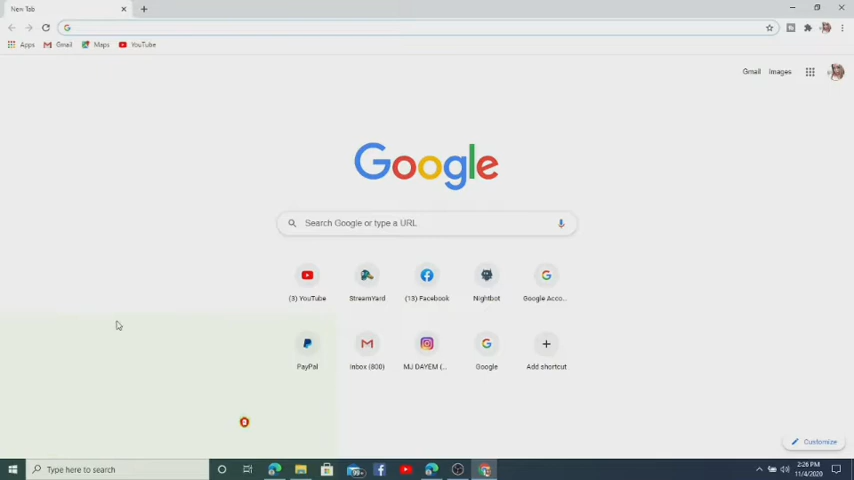 New Tab
Apps Gmail Maps YouTube
Gmail Images
Google
Search Google or type a URL
(3) YouTube StreamYard (13) Facebook Nightbot Google Acco...
PayPal Inbox (800) MJ DAYEM (... Google Add shortcut
Customize
Type here to search
99+
2:26 PM
11/4/2020